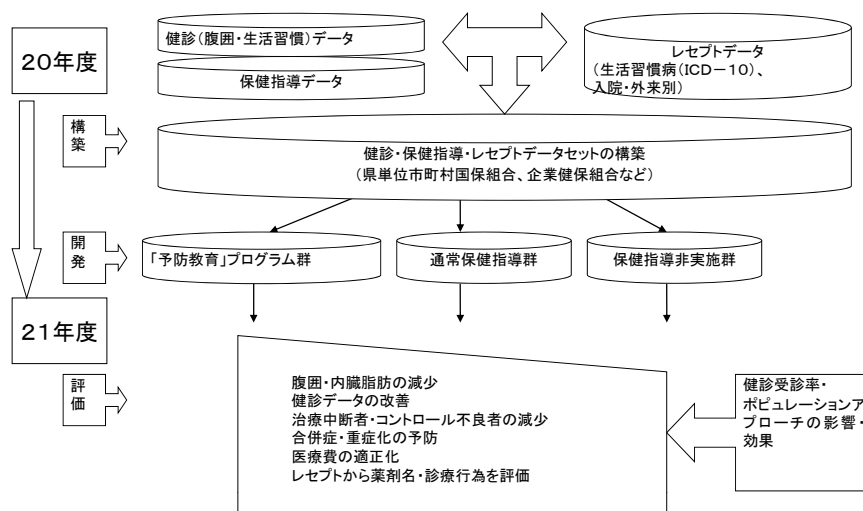 20年度
健診(腹囲・生活習慣)データ
保健指導データ
レセプトデータ
(生活習慣病(ICD-10)、
入院・外来別)
構築
健診・保健指導・レセプトデータセットの構築
(県単位市町村国保組合、企業健保組合など)
開発
「予防教育」プログラム群
通常保健指導群
保健指導非実施群
21年度
評価
腹囲・内臓脂肪の減少
健診データの改善
治療中断者・コントロール不良者の減少
合併症・重症化の予防
医療費の適正化
レセプトから薬剤名・診療行為を評価
健診受診率・
ポピュレーションア
プローチの影響・
効果